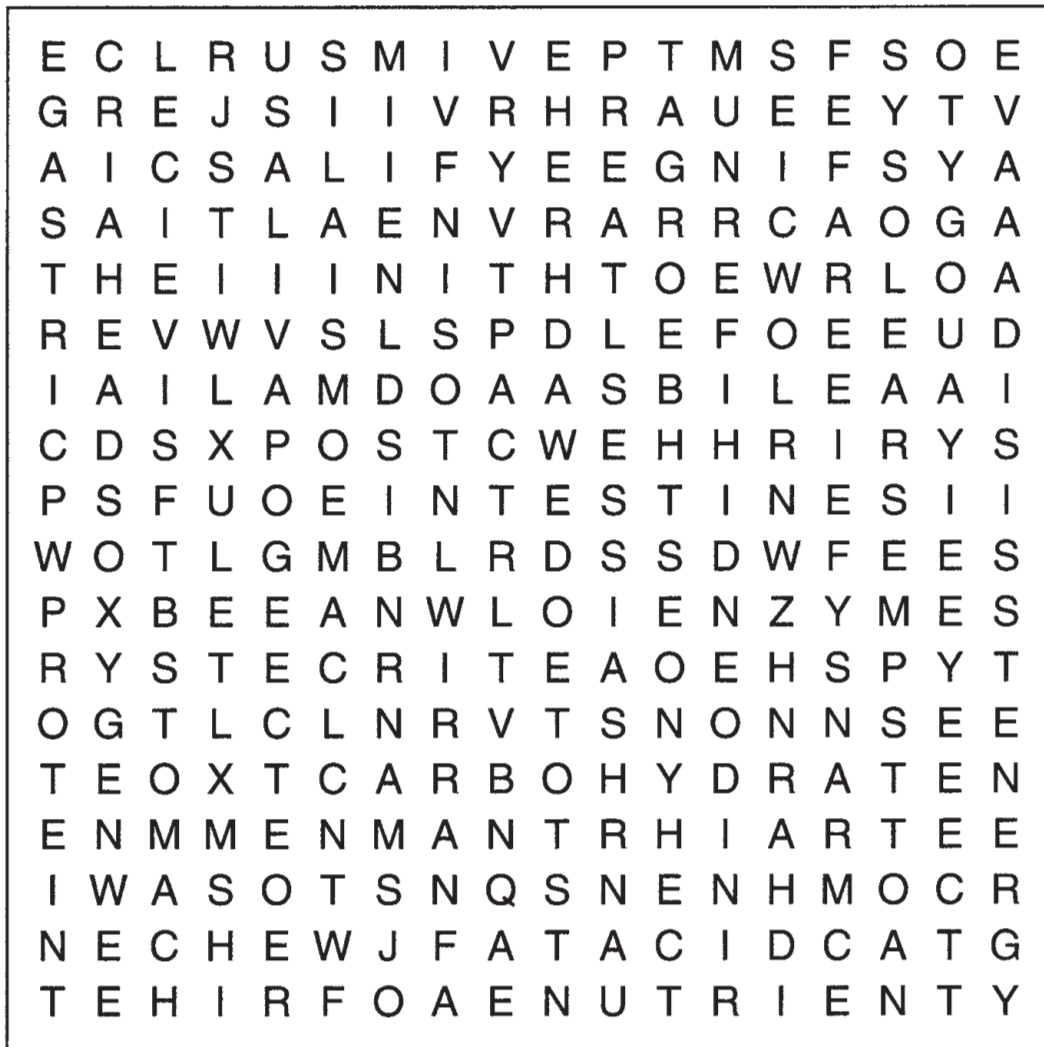 E C L R U S M I V E P T M S F S O E
G R E J S I I V R H R A U E E Y T V
A I C S A L I F Y E E G N I F S Y A
S A I T L A E N V R A R R C A O G A
T H E I I I N I T H T O E W R L O A
R E V W V S L S P D L E F O E E U D
I A I L A M D O A A S B I L E A A I
C D S X P O S T C W E H H R I R Y S
P S F U O E I N T E S T I N E S I I
W O T L G M B L R D S S D W F E E S
P X B E E A N W L O I E N Z Y M E S
R Y S T E C R I T E A O E H S P Y T
O G T L C L N R V T S N O N N S E E
T E O X T C A R B O H Y D R A T E N
E N M M E N M A N T R H I A R T E E
I W A S O T S N Q S N E N H M O C R
N E C H E W J F A T A C I D C A T G
T E H I R F O A E N U T R I E N T Y